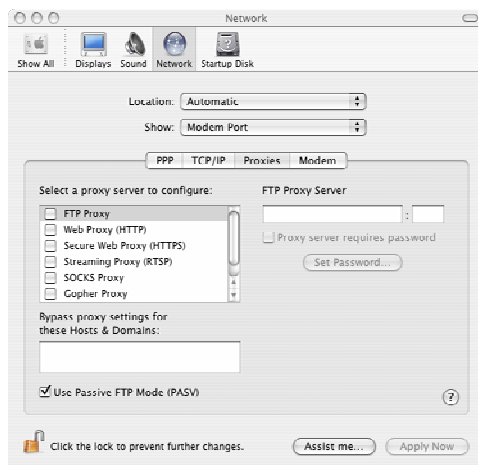 Network
Show All Displays Sound Network Startup Disk
Location: Automatic
Show: Modem Port
PPP TCP/IP Proxies Modem
Select a proxy server to configure:
FTP Proxy
Web Proxy (HTTP)
Secure Web Proxy (HTTPS)
Streaming Proxy (RTSP)
SOCKS Proxy
Gopher Proxy
FTP Proxy Server
:
Proxy server requires password
Set Password...
Bypass proxy settings for
these Hosts & Domains:
Use Passive FTP Mode (PASV)
?
Click the lock to prevent further changes.
Assist me... Apply Now